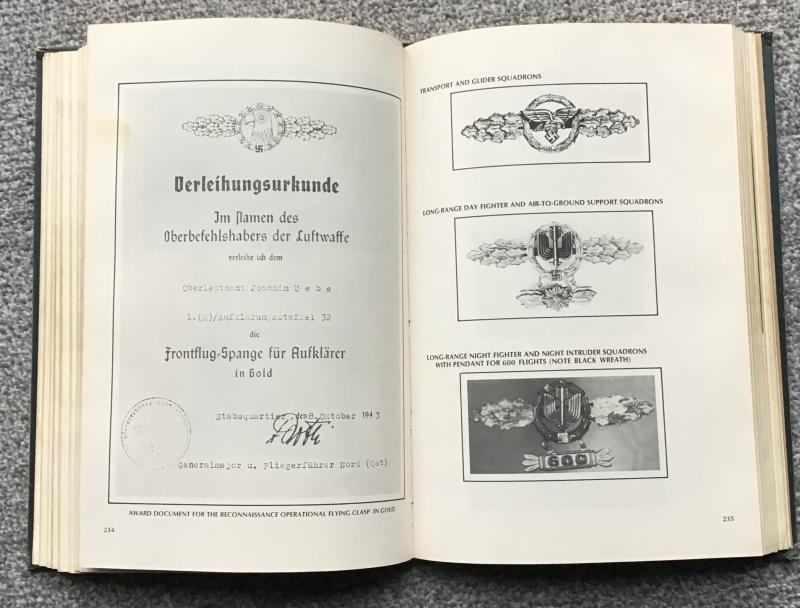 Verleihungsurkunde
Im Namen des
Oberbefehlshabers der Luftwaffe
verleihe ich dem
Oberleutnant Joachim U e b e
1.(H)/Aufklärungsstaffel 32
die
Frontflug-Spange für Aufklärer
in Gold
Stabsquartier, den 8. Oktober 1943
Generalmajor u. Fliegerführer Nord (Ost)
AWARD DOCUMENT FOR THE RECONNAISSANCE OPERATIONAL FLYING CLASP IN GOLD.
234
TRANSPORT AND GLIDER SQUADRONS
LONG-RANGE DAY FIGHTER AND AIR-TO-GROUND SUPPORT SQUADRONS
LONG-RANGE NIGHT FIGHTER AND NIGHT INTRUDER SQUADRONS
WITH PENDANT FOR 600 FLIGHTS (NOTE BLACK WREATH)
600
235